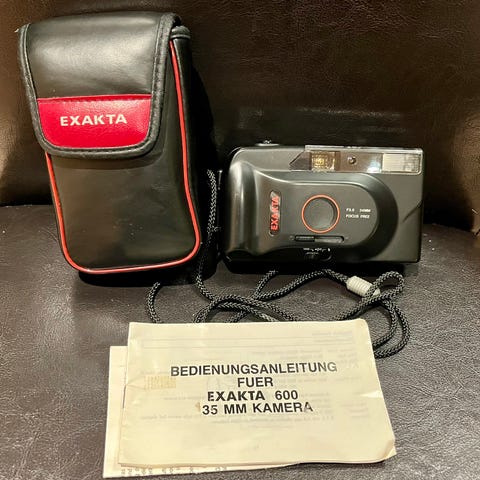 EXAKTA
EXAKTA
FOCUS FREE
BEDIENUNGSANLEITUNG
FUER
EXAKTA 600
35 MM KAMERA